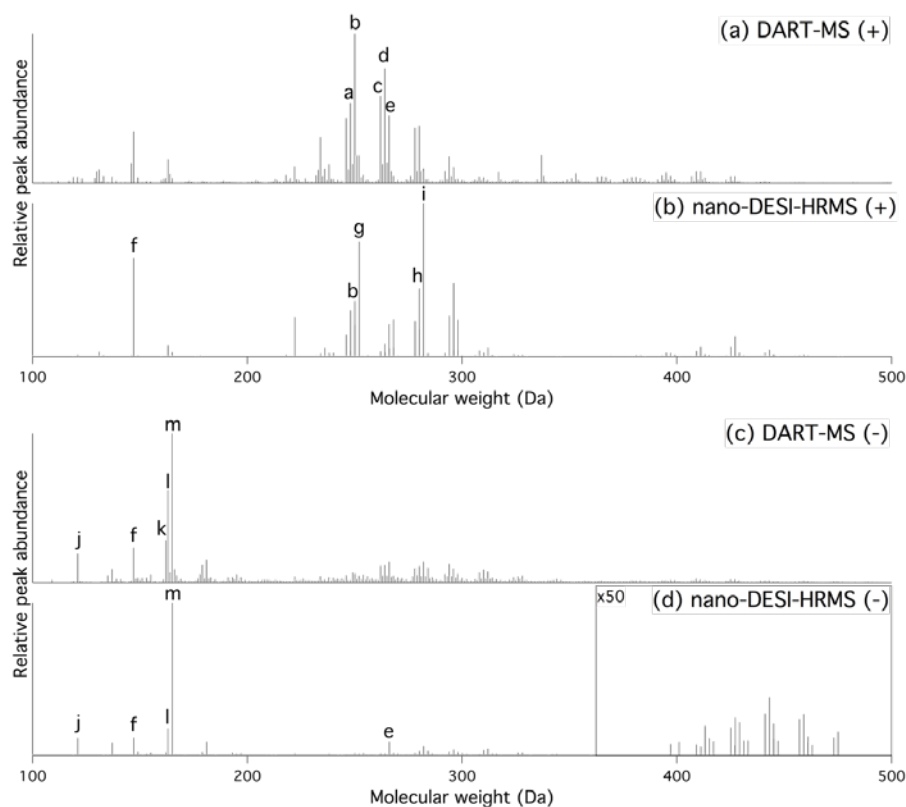 (a) DART-MS (+)
b
d
c
a
e
Relative peak abundance
(b) nano-DESI-HRMS (+)
i
g
f
h
b
100 200 300 400 500
Molecular weight (Da)
(c) DART-MS (-)
m
l
k
j f
Relative peak abundance
x50 (d) nano-DESI-HRMS (-)
m
l
j f
e
100 200 300 400 500
Molecular weight (Da)